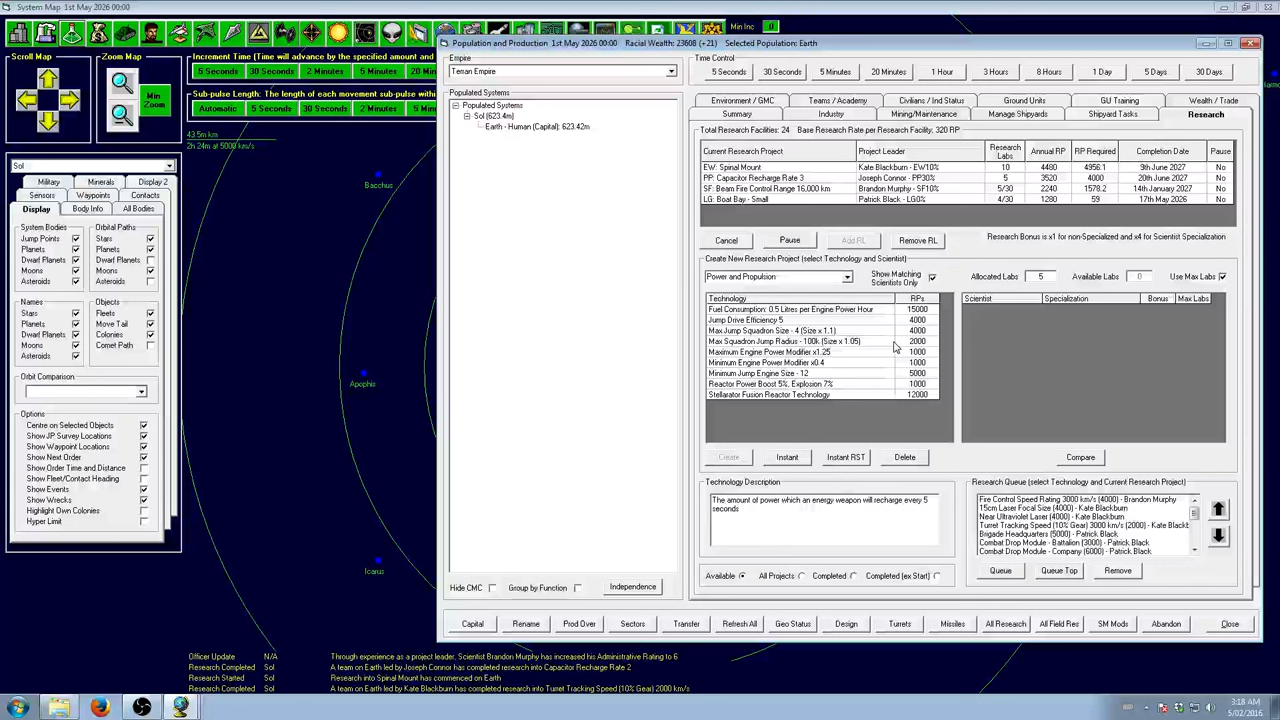 System Map 1st May 2026 00:00
Min Inc 0
Scroll Map
Zoom Map
Min Zoom
Increment Time (Time will advance by the specified amount and
5 Seconds 30 Seconds 2 Minutes 5 Minutes 20 Min
Sub-pulse Length: The length of each movement sub-pulse within
Automatic 5 Seconds 30 Seconds 2 Minutes 5 Min
43.5m km
2h 24m at 5000 km/s
Bacchus
Apophis
Icarus
Sol
Military Minerals Display 2
Sensors Waypoints Contacts
Display Body Info All Bodies
System Bodies Orbital Paths
Jump Points Stars
Planets Planets
Dwarf Planets Dwarf Planets
Moons Moons
Asteroids Asteroids
Names Objects
Stars Fleets
Planets Move Tail
Dwarf Planets Colonies
Moons Comet Path
Asteroids
Orbit Comparison
Options
Centre on Selected Objects
Show JP Survey Locations
Show Waypoint Locations
Show Next Order
Show Order Time and Distance
Show Fleet/Contact Heading
Show Events
Show Wrecks
Highlight Own Colonies
Hyper Limit
Population and Production 1st May 2026 00:00 Racial Wealth: 23608 (+21) Selected Population: Earth
Empire
Terran Empire
Populated Systems
Populated Systems
Sol (623.4m)
Earth - Human (Capital): 623.42m
Hide CMC Group by Function Independence
Time Control
5 Seconds 30 Seconds 5 Minutes 20 Minutes 1 Hour 3 Hours 8 Hours 1 Day 5 Days 30 Days
Environment / GMC Teams / Academy Civilians / Ind Status Ground Units GU Training Wealth / Trade
Summary Industry Mining/Maintenance Manage Shipyards Shipyard Tasks Research
Total Research Facilities: 24 Base Research Rate per Research Facility, 320 RP
Current Research Project Project Leader Research Labs Annual RP RP Required Completion Date Pause
EW: Spinal Mount Kate Blackburn - EW10% 10 4480 4956.1 9th June 2027 No
PP: Capacitor Recharge Rate 3 Joseph Connor - PP30% 5 3520 4000 20th June 2027 No
SF: Beam Fire Control Range 16,000 km Brandon Murphy - SF10% 5/30 2240 1578.2 14th January 2027 No
LG: Boat Bay - Small Patrick Black - LG0% 4/30 1280 59 17th May 2026 No
Cancel Pause Add RL Remove RL Research Bonus is x1 for non-Specialized and x4 for Scientist Specialization
Create New Research Project (select Technology and Scientist)
Power and Propulsion Show Matching Scientists Only Allocated Labs 5 Available Labs 0 Use Max Labs
Technology RPs Scientist Specialization Bonus Max Labs
Fuel Consumption: 0.5 Litres per Engine Power Hour 15000
Jump Drive Efficiency 5 4000
Max Jump Squadron Size - 4 (Size x 1.1) 4000
Max Squadron Jump Radius - 100k (Size x 1.05) 2000
Maximum Engine Power Modifier x1.25 1000
Minimum Engine Power Modifier x0.4 1000
Minimum Jump Engine Size - 12 5000
Reactor Power Boost 5%, Explosion 7% 1000
Stellarator Fusion Reactor Technology 12000
Create Instant Instant RST Delete Compare
Technology Description
The amount of power which an energy weapon will recharge every 5
seconds
Available All Projects Completed Completed (ex Start)
Research Queue (select Technology and Current Research Project)
Fire Control Speed Rating 3000 km/s (4000) - Brandon Murphy
15cm Laser Focal Size (4000) - Kate Blackburn
Near Ultraviolet Laser (4000) - Kate Blackburn
Turret Tracking Speed (10% Gear) 3000 km/s (2000) - Kate Blackb
Brigade Headquarters (5000) - Patrick Black
Combat Drop Module - Battalion (3000) - Patrick Black
Combat Drop Module - Company (6000) - Patrick Black
Queue Queue Top Remove
Capital Rename Prod Over Sectors Transfer Refresh All Geo Status Design Turrets Missiles All Research All Field Res SM Mods Abandon Close
Officer Update N/A Through experience as a project leader, Scientist Brandon Murphy has increased his Administrative Rating to 6
Research Completed Sol A team on Earth led by Joseph Connor has completed research into Capacitor Recharge Rate 2
Research Started Sol Research into Spinal Mount has commenced on Earth
Research Completed Sol A team on Earth led by Kate Blackburn has completed research into Turret Tracking Speed (10% Gear) 2000 km/s
3:18 AM
5/02/2016